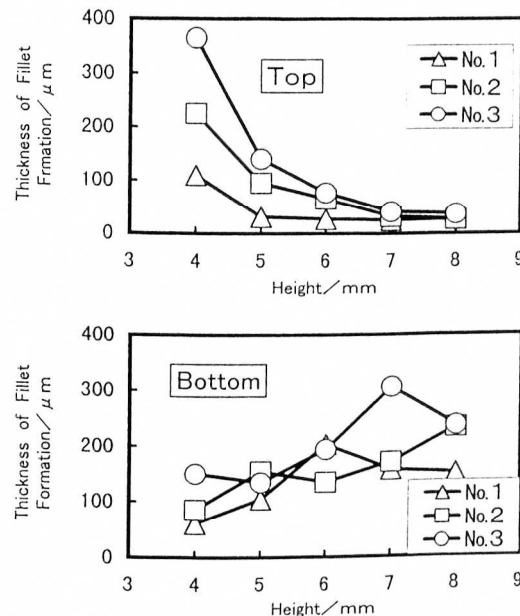 400
300
200
100
0
Thickness of Fillet
Frmation/μm
Top
No.1
No.2
No.3
3 4 5 6 7 8 9
Height/mm
400
300
200
100
0
Thickness of Fillet
Formation/μm
Bottom
No.1
No.2
No.3
3 4 5 6 7 8 9
Height/mm